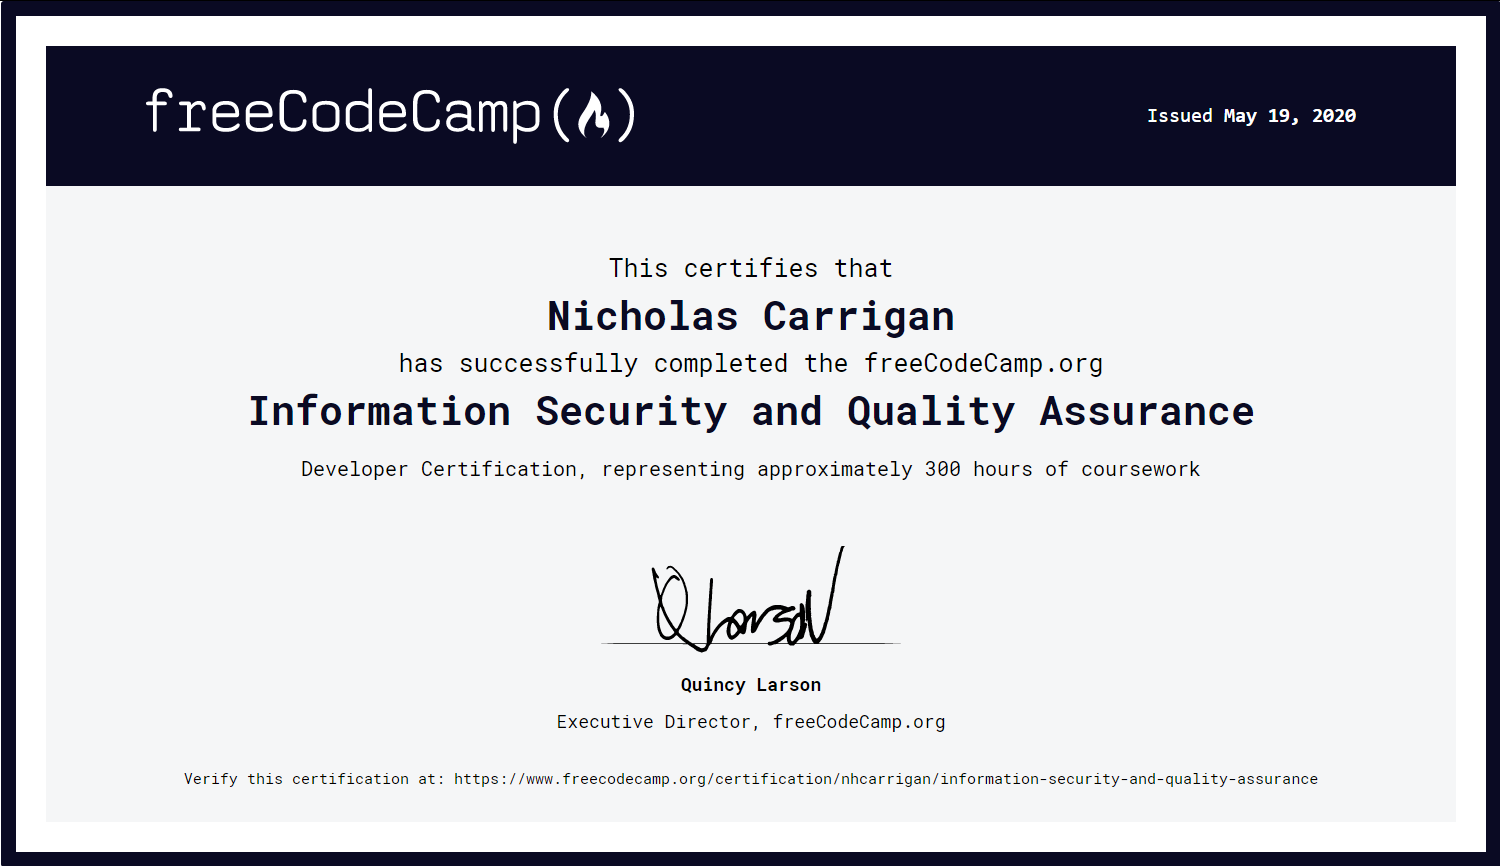 freeCodeCamp(🔥)
Issued May 19, 2020
This certifies that
Nicholas Carrigan
has successfully completed the freeCodeCamp.org
Information Security and Quality Assurance
Developer Certification, representing approximately 300 hours of coursework
Q Larson
Quincy Larson
Executive Director, freeCodeCamp.org
Verify this certification at: https://www.freecodecamp.org/certification/nhcarrigan/information-security-and-quality-assurance